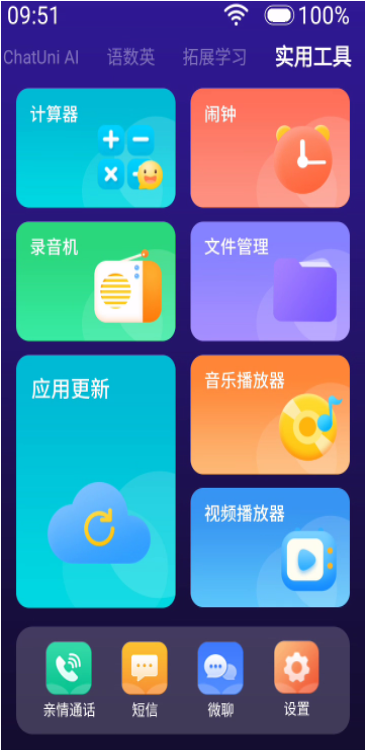 09:51 100%
ChatUni AI 语数英 拓展学习 实用工具
计算器 闹钟
录音机 文件管理
应用更新 音乐播放器
视频播放器
亲情通话 短信 微聊 设置